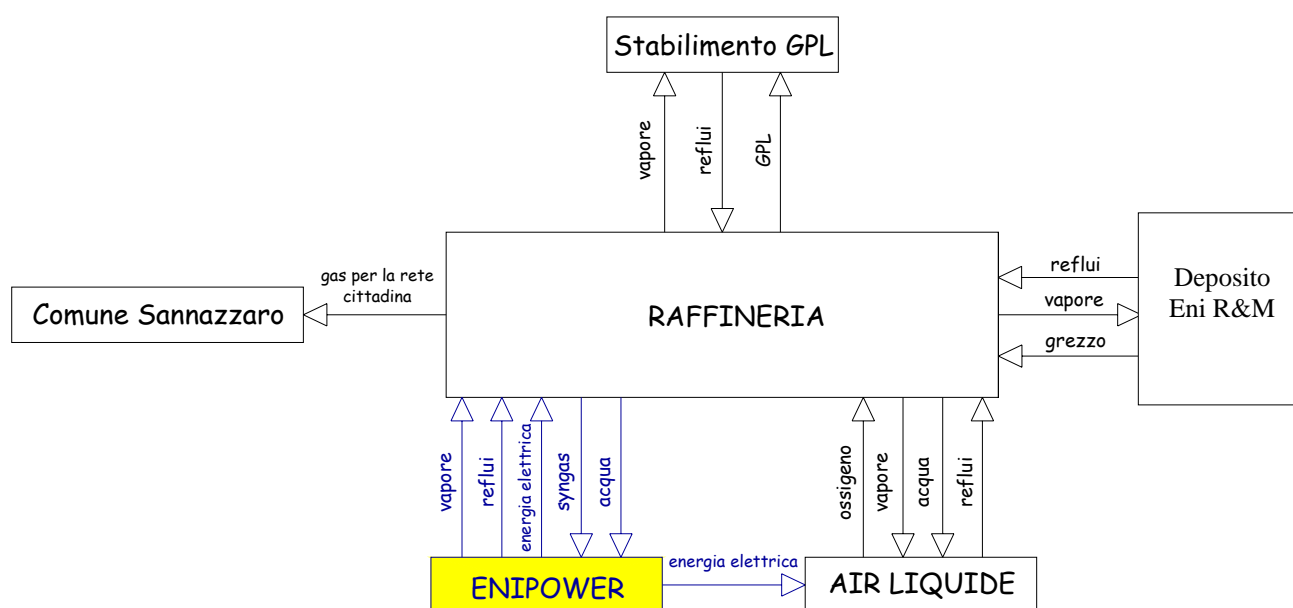 Stabilimento GPL
vapore
reflui
GPL
gas per la rete
cittadina
Comune Sannazzaro
RAFFINERIA
reflui
vapore
grezzo
Deposito
Eni R&M
vapore
reflui
energia elettrica
syngas
acqua
ossigeno
vapore
acqua
reflui
ENIPOWER
energia elettrica
AIR LIQUIDE